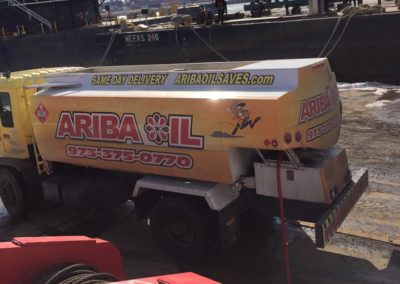 WEEKS 246
SAME DAY DELIVERY ARIBAOILSAVES.com
ARIBA OIL
973-375-0770
ARIBA